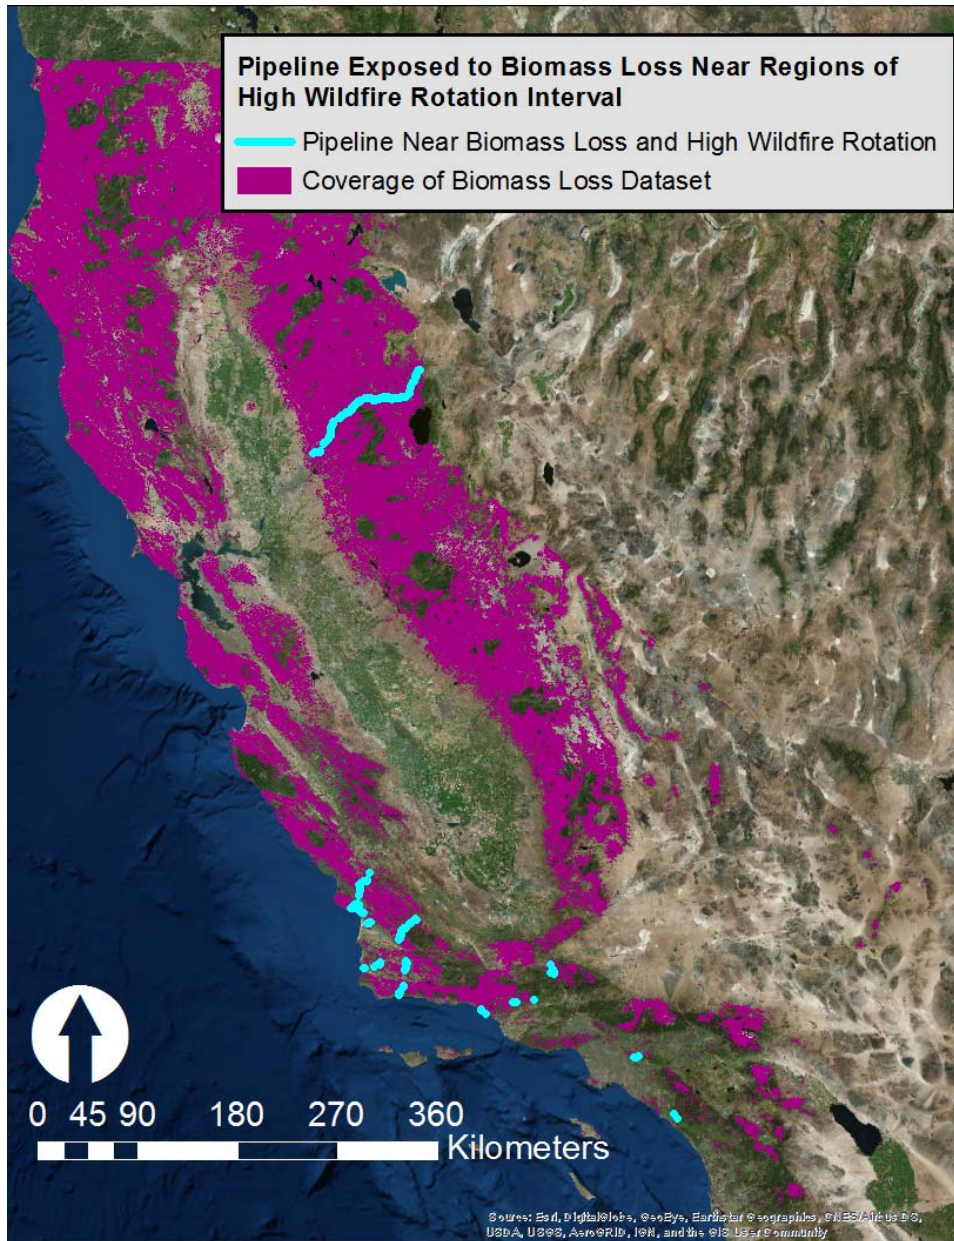 Pipeline Exposed to Biomass Loss Near Regions of
High Wildfire Rotation Interval
Pipeline Near Biomass Loss and High Wildfire Rotation
Coverage of Biomass Loss Dataset
0 45 90 180 270 360
Kilometers
Source: Esri, DigitalGlobe, GeoEye, Earthstar Geographics, CNES/Airbus DS,
USDA, USGS, AeroGRID, IGN, and the GIS User Community